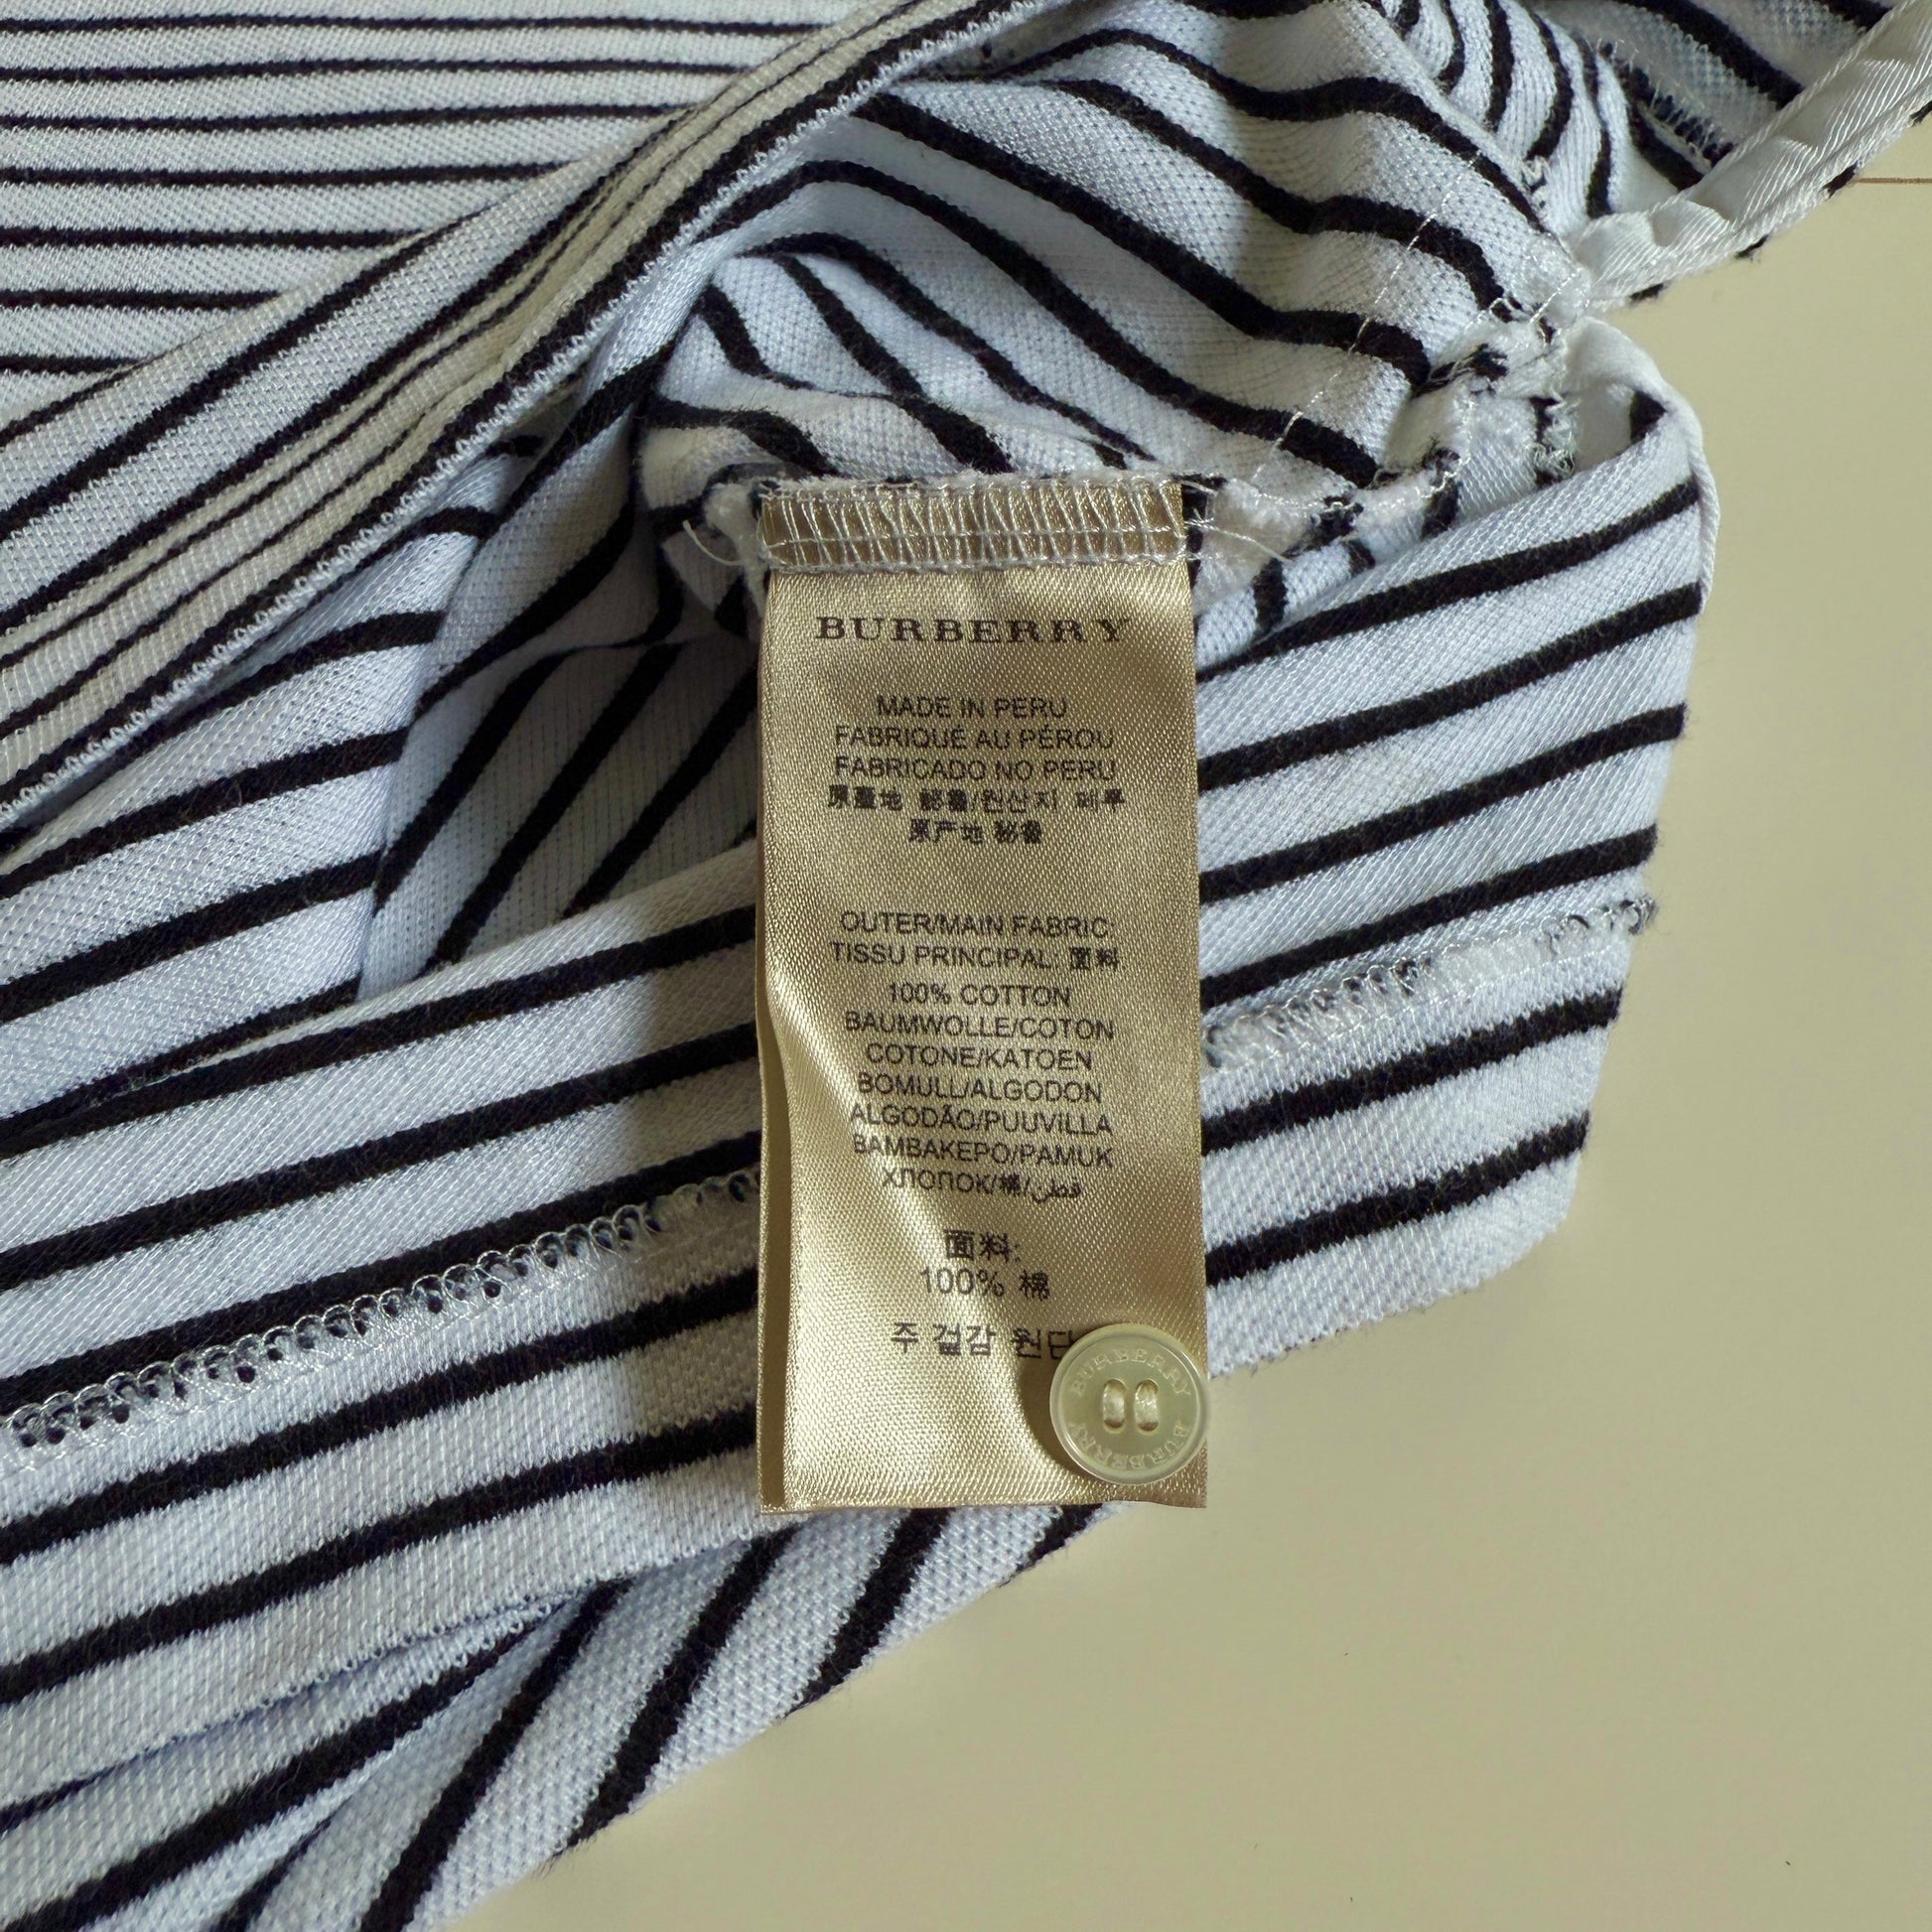 BURBERRY
MADE IN PERU
FABRIQUÉ AU PÉROU
FABRICADO NO PERU
原產地 秘魯/원산지 페루
原产地 秘鲁
OUTER/MAIN FABRIC:
TISSU PRINCIPAL: 面料:
100% COTTON
BAUMWOLLE/COTON
COTONE/KATOEN
BOMULL/ALGODON
ALGODÃO/PUUVILLA
ΒΑΜΒΑΚΕΡΟ/PAMUK
ХЛОПОК/棉/قطن
面料:
100% 棉
주 겉감 원단
BURBERRY
BURBERRY